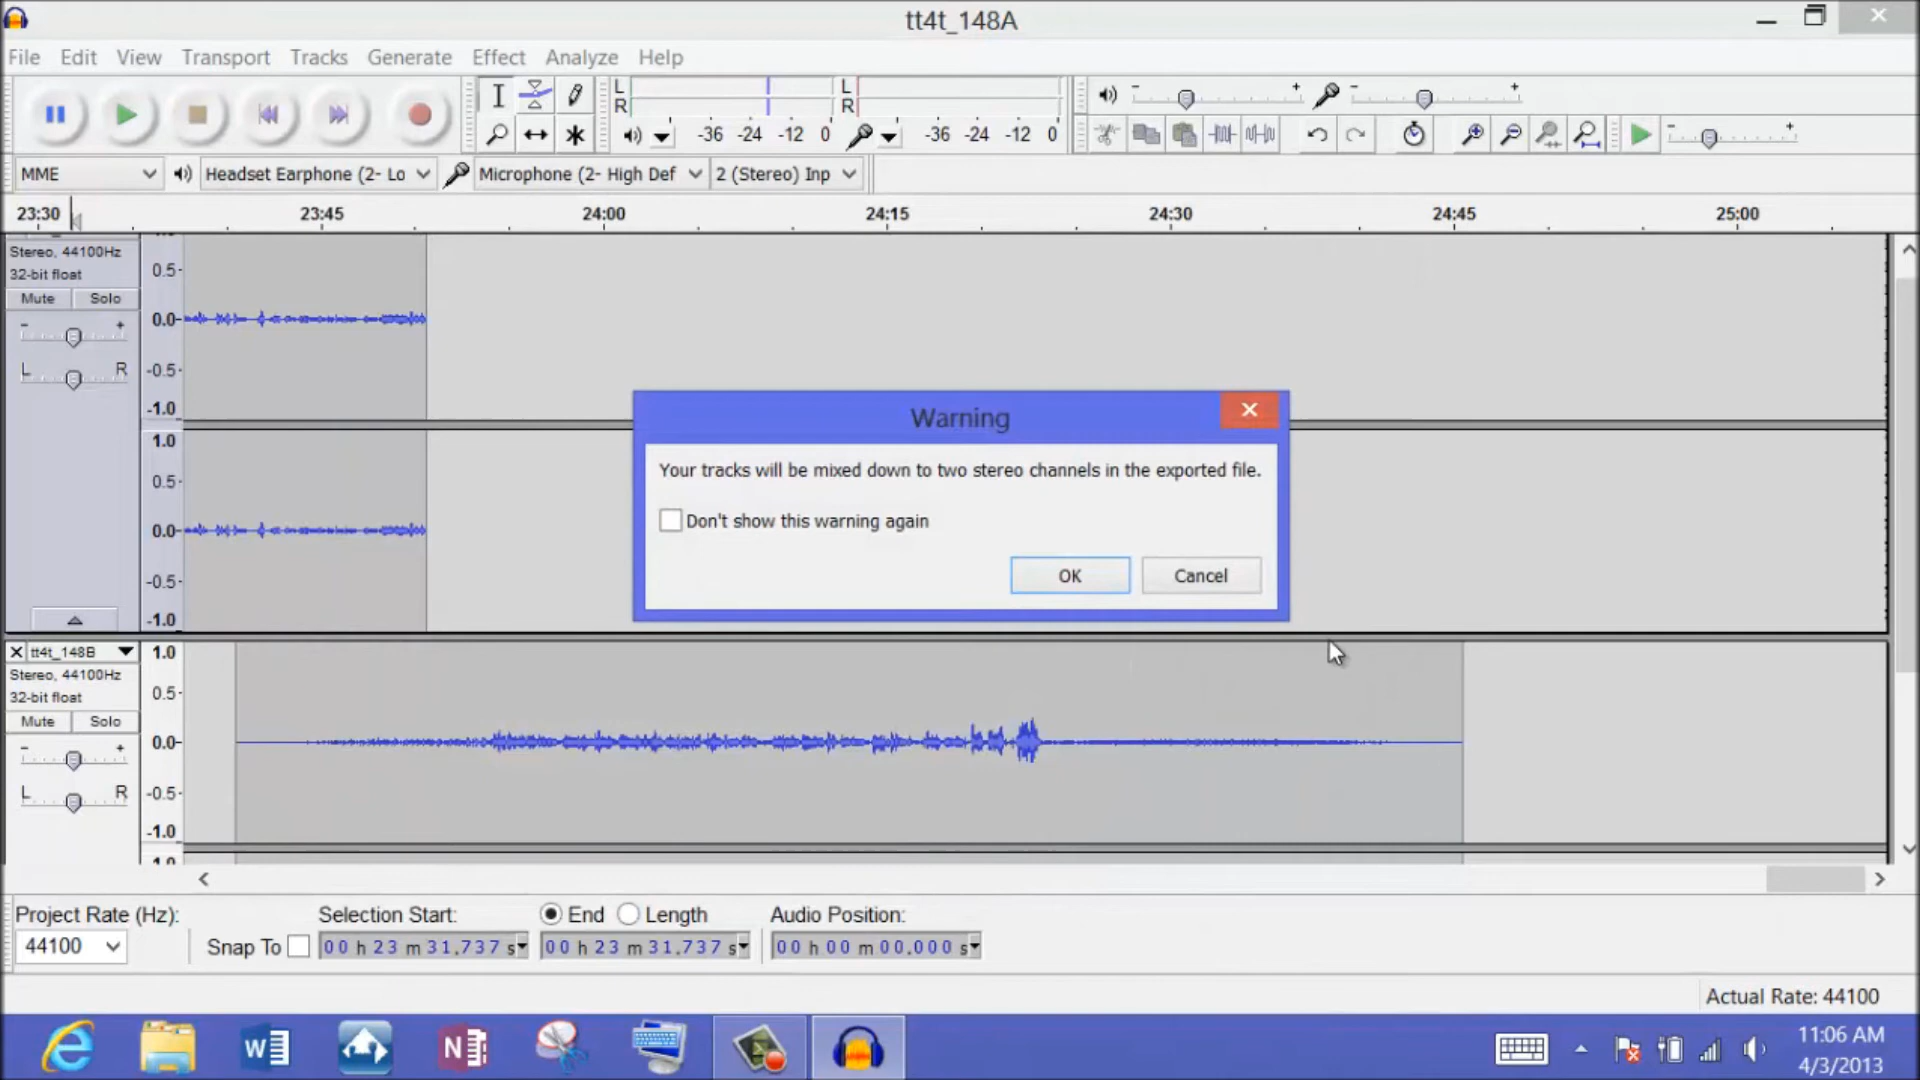 tt4t_148A
File Edit View Transport Tracks Generate Effect Analyze Help
L R -36 -24 -12 0 L R -36 -24 -12 0
- + - +
- +
MME Headset Earphone (2- Lo Microphone (2- High Def 2 (Stereo) Inp
23:30 23:45 24:00 24:15 24:30 24:45 25:00
Stereo, 44100Hz
32-bit float
Mute Solo
- +
L R
0.5
0.0
-0.5
-1.0
1.0
0.5
0.0
-0.5
-1.0
Warning
Your tracks will be mixed down to two stereo channels in the exported file.
Don't show this warning again
OK Cancel
tt4t_148B
Stereo, 44100Hz
32-bit float
Mute Solo
- +
L R
1.0
0.5
0.0
-0.5
-1.0
Project Rate (Hz): Selection Start: End Length Audio Position:
44100 Snap To 00 h 23 m 31.737 s 00 h 23 m 31.737 s 00 h 00 m 00.000 s
Actual Rate: 44100
11:06 AM
4/3/2013